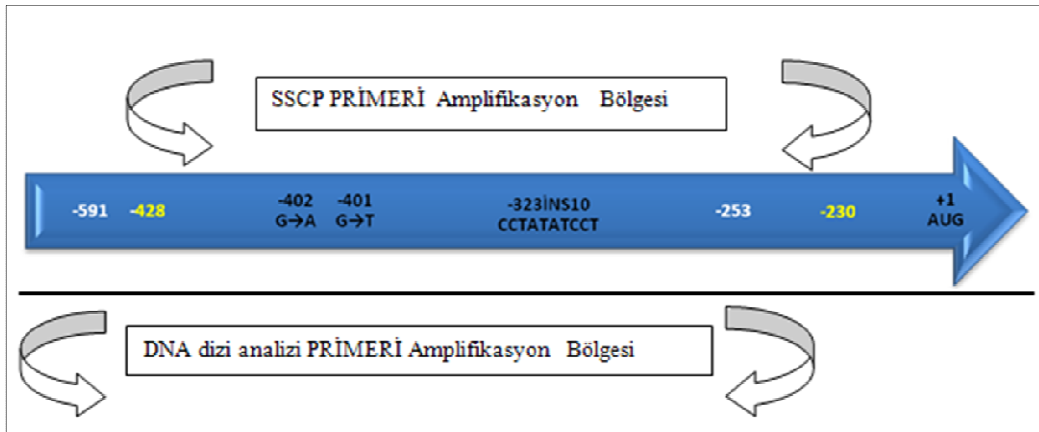 SSCP PRİMERİ Amplifikasyon Bölgesi
-591 -428 -402 -401 -323İNS10 -253 -230 +1
G→A G→T CCTATATCCT AUG
DNA dizi analizi PRİMERİ Amplifikasyon Bölgesi